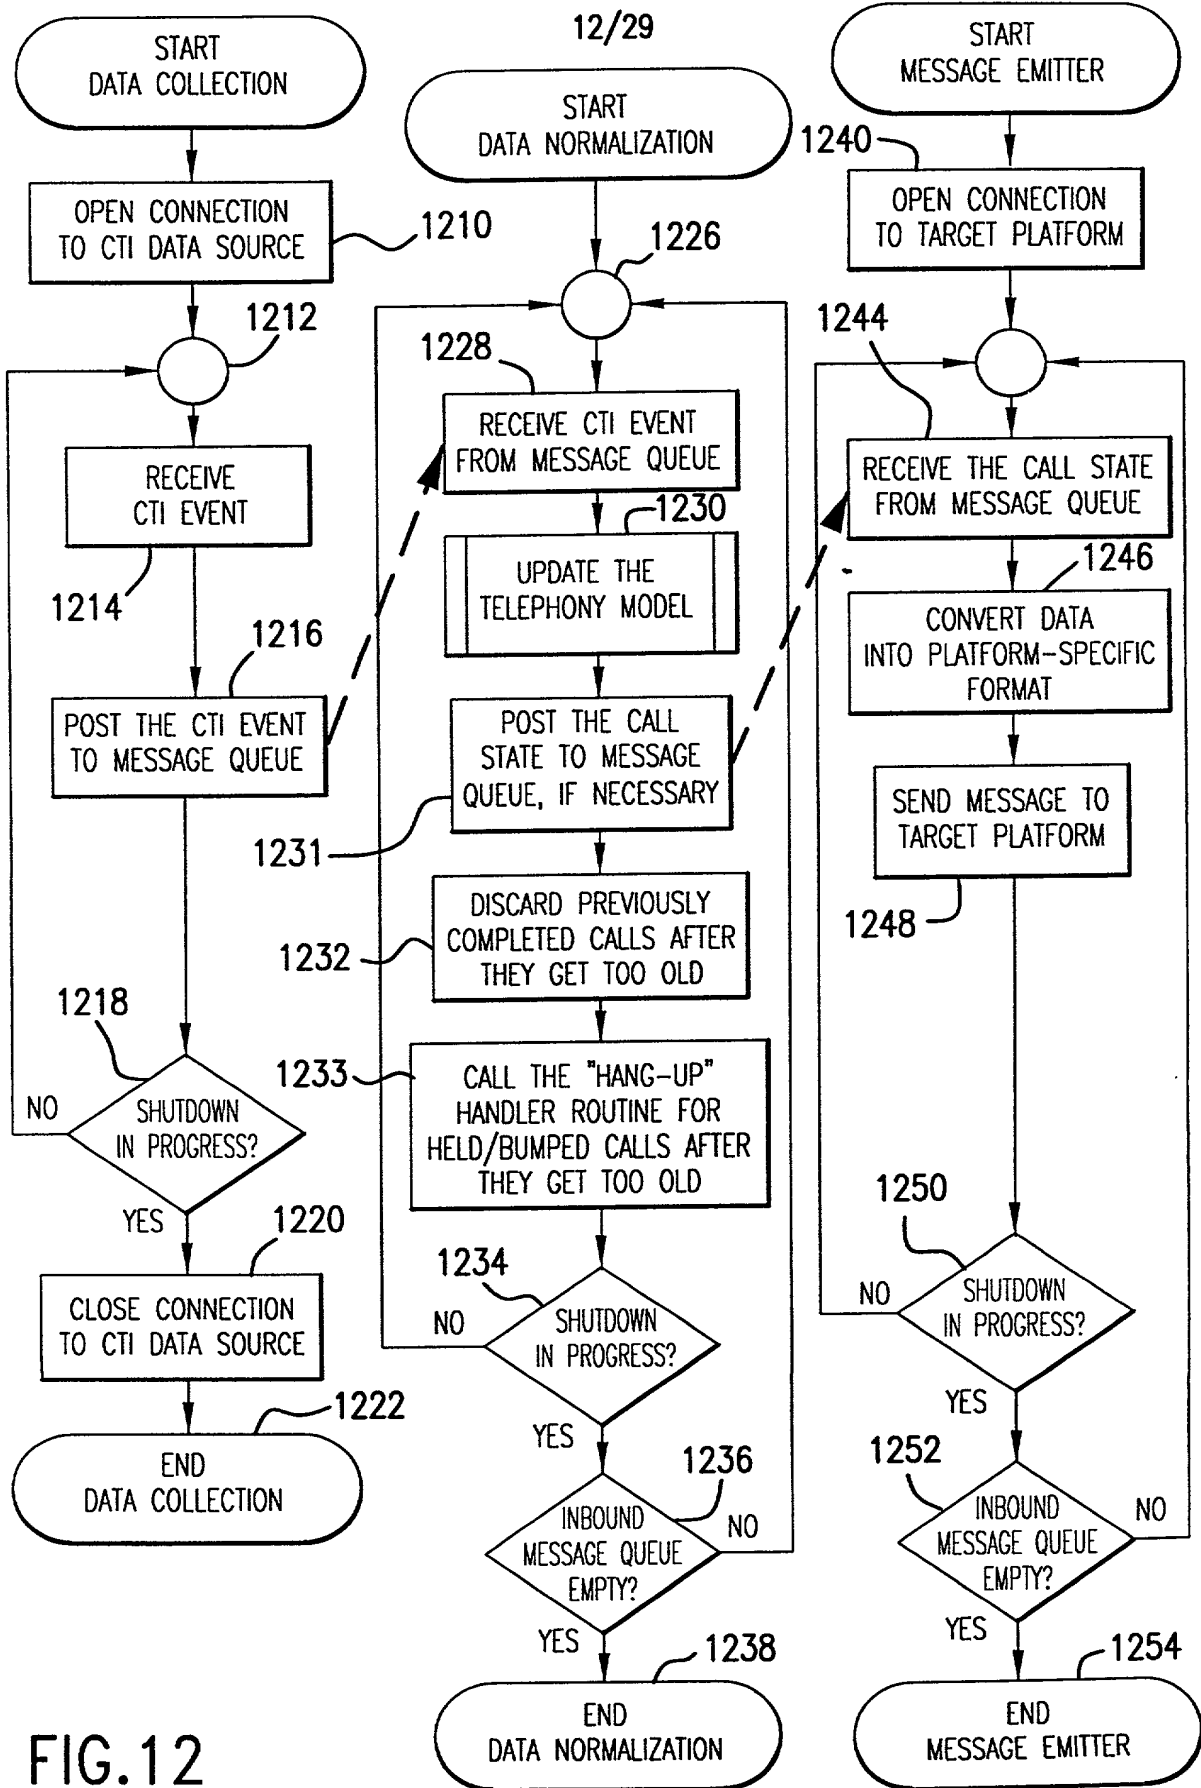 12/29
START
DATA COLLECTION
OPEN CONNECTION
TO CTI DATA SOURCE
1210
1212
RECEIVE
CTI EVENT
1214
1216
POST THE CTI EVENT
TO MESSAGE QUEUE
1218
NO
SHUTDOWN
IN PROGRESS?
YES
1220
CLOSE CONNECTION
TO CTI DATA SOURCE
1222
END
DATA COLLECTION
START
DATA NORMALIZATION
1226
1228
RECEIVE CTI EVENT
FROM MESSAGE QUEUE
1230
UPDATE THE
TELEPHONY MODEL
POST THE CALL
STATE TO MESSAGE
QUEUE, IF NECESSARY
1231
DISCARD PREVIOUSLY
COMPLETED CALLS AFTER
THEY GET TOO OLD
1232
1233
CALL THE "HANG-UP"
HANDLER ROUTINE FOR
HELD/BUMPED CALLS AFTER
THEY GET TOO OLD
1234
NO
SHUTDOWN
IN PROGRESS?
YES
1236
INBOUND
MESSAGE QUEUE
EMPTY?
NO
YES
1238
END
DATA NORMALIZATION
START
MESSAGE EMITTER
1240
OPEN CONNECTION
TO TARGET PLATFORM
1244
RECEIVE THE CALL STATE
FROM MESSAGE QUEUE
1246
CONVERT DATA
INTO PLATFORM-SPECIFIC
FORMAT
SEND MESSAGE TO
TARGET PLATFORM
1248
1250
NO
SHUTDOWN
IN PROGRESS?
YES
1252
INBOUND
MESSAGE QUEUE
EMPTY?
NO
YES
1254
END
MESSAGE EMITTER
FIG.12